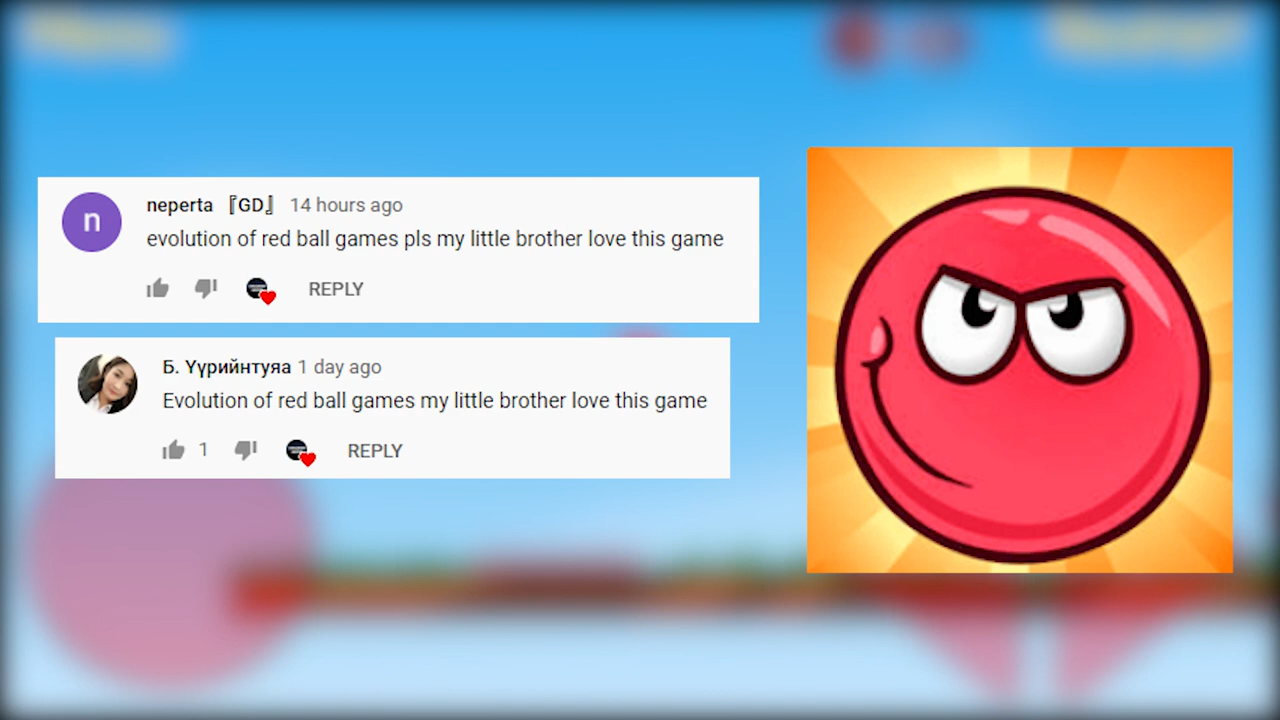 neperta 『GD』 14 hours ago
evolution of red ball games pls my little brother love this game
REPLY
Б. Үүрийнтуяа 1 day ago
Evolution of red ball games my little brother love this game
1 REPLY